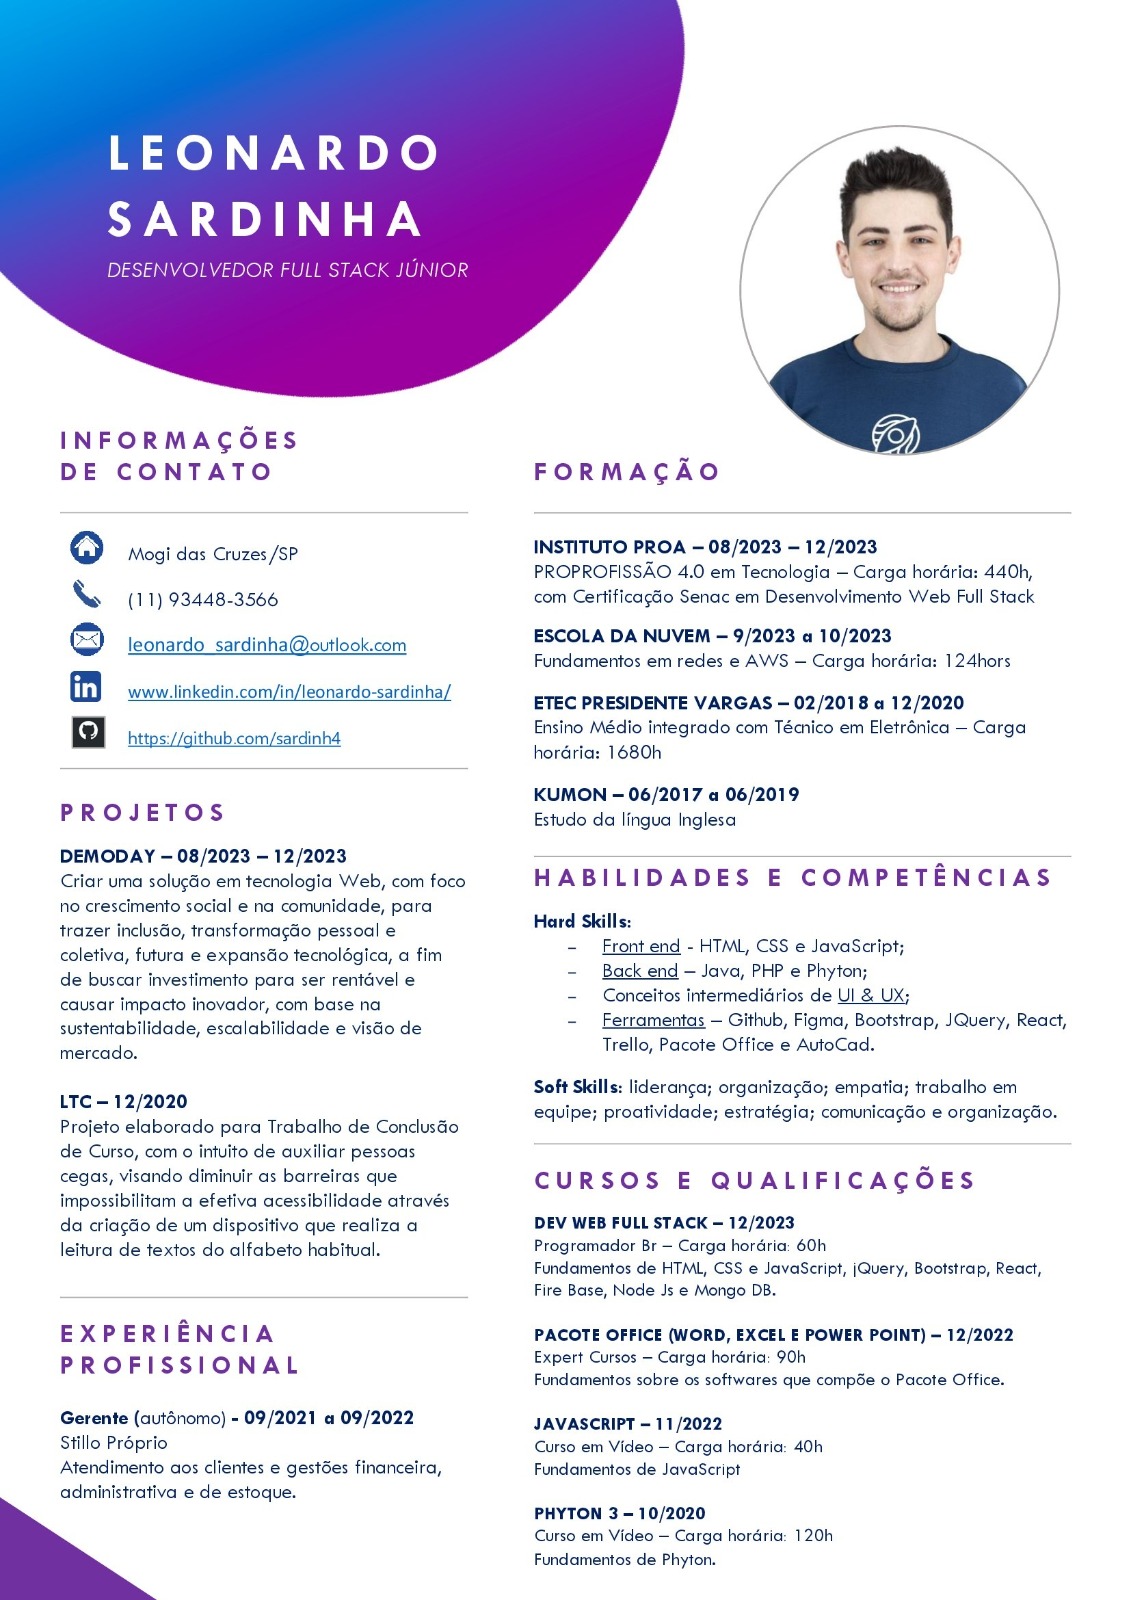 LEONARDO
SARDINHA
DESENVOLVEDOR FULL STACK JÚNIOR
INFORMAÇÕES
DE CONTATO
Mogi das Cruzes/SP
(11) 93448-3566
leonardo_sardinha@outlook.com
www.linkedin.com/in/leonardo-sardinha/
in
https://github.com/sardinh4
PROJETOS
DEMODAY – 08/2023 – 12/2023
Criar uma solução em tecnologia Web, com foco
no crescimento social e na comunidade, para
trazer inclusão, transformação pessoal e
coletiva, futura e expansão tecnológica, a fim
de buscar investimento para ser rentável e
causar impacto inovador, com base na
sustentabilidade, escalabilidade e visão de
mercado.
LTC – 12/2020
Projeto elaborado para Trabalho de Conclusão
de Curso, com o intuito de auxiliar pessoas
cegas, visando diminuir as barreiras que
impossibilitam a efetiva acessibilidade através
da criação de um dispositivo que realiza a
leitura de textos do alfabeto habitual.
EXPERIÊNCIA
PROFISSIONAL
Gerente (autônomo) - 09/2021 a 09/2022
Stillo Próprio
Atendimento aos clientes e gestões financeira,
administrativa e de estoque.
FORMAÇÃO
INSTITUTO PROA – 08/2023 – 12/2023
PROPROFISSÃO 4.0 em Tecnologia – Carga horária: 440h,
com Certificação Senac em Desenvolvimento Web Full Stack
ESCOLA DA NUVEM – 9/2023 a 10/2023
Fundamentos em redes e AWS – Carga horária: 124hors
ETEC PRESIDENTE VARGAS – 02/2018 a 12/2020
Ensino Médio integrado com Técnico em Eletrônica – Carga
horária: 1680h
KUMON – 06/2017 a 06/2019
Estudo da língua Inglesa
HABILIDADES E COMPETÊNCIAS
Hard Skills:
– Front end - HTML, CSS e JavaScript;
– Back end – Java, PHP e Phyton;
– Conceitos intermediários de UI & UX;
– Ferramentas – Github, Figma, Bootstrap, JQuery, React,
Trello, Pacote Office e AutoCad.
Soft Skills: liderança; organização; empatia; trabalho em
equipe; proatividade; estratégia; comunicação e organização.
CURSOS E QUALIFICAÇÕES
DEV WEB FULL STACK – 12/2023
Programador Br – Carga horária: 60h
Fundamentos de HTML, CSS e JavaScript, jQuery, Bootstrap, React,
Fire Base, Node Js e Mongo DB.
PACOTE OFFICE (WORD, EXCEL E POWER POINT) – 12/2022
Expert Cursos – Carga horária: 90h
Fundamentos sobre os softwares que compõe o Pacote Office.
JAVASCRIPT – 11/2022
Curso em Vídeo – Carga horária: 40h
Fundamentos de JavaScript
PHYTON 3 – 10/2020
Curso em Vídeo – Carga horária: 120h
Fundamentos de Phyton.